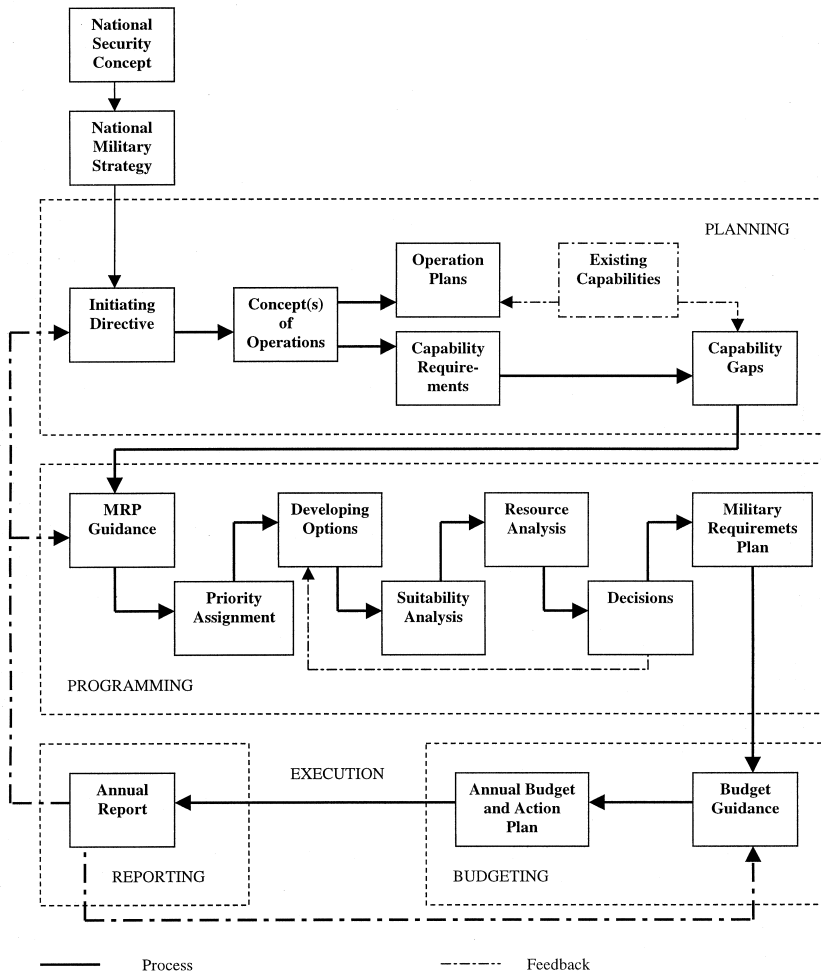 National
Security
Concept
National
Military
Strategy
PLANNING
Operation
Plans
Existing
Capabilities
Initiating
Directive
Concept(s)
of
Operations
Capability
Require-
ments
Capability
Gaps
MRP
Guidance
Developing
Options
Resource
Analysis
Military
Requiremets
Plan
Priority
Assignment
Suitability
Analysis
Decisions
PROGRAMMING
EXECUTION
Annual
Report
Annual Budget
and Action
Plan
Budget
Guidance
REPORTING
BUDGETING
Process
Feedback